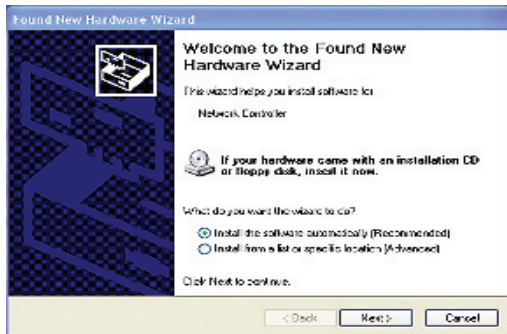 Found New Hardware Wizard
Welcome to the Found New
Hardware Wizard
This wizard helps you install software for:
Network Controller
If your hardware came with an installation CD
or floppy disk, insert it now.
What do you want the wizard to do?
Install the software automatically (Recommended)
Install from a list or specific location (Advanced)
Click Next to continue.
< Back
Next >
Cancel